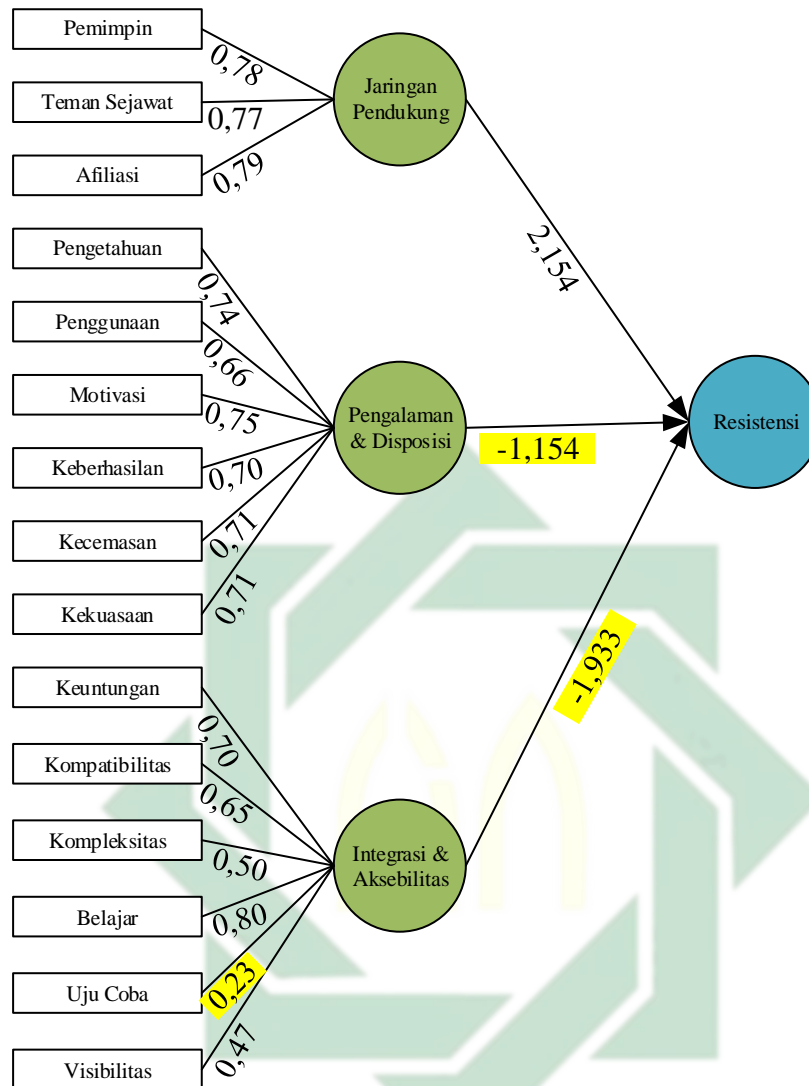 Pemimpin
0,78
Teman Sejawat
0,77
Afiliasi
0,79
Jaringan
Pendukung
2,154
Pengetahuan
0,74
Penggunaan
0,66
Motivasi
0,75
Keberhasilan
0,70
Kecemasan
0,71
Kekuasaan
0,71
Pengalaman
& Disposisi
-1,154
Resistensi
Keuntungan
0,70
Kompatibilitas
0,65
Kompleksitas
0,50
Belajar
0,80
Uju Coba
0,23
Visibilitas
0,47
Integrasi &
Aksebilitas
-1,933